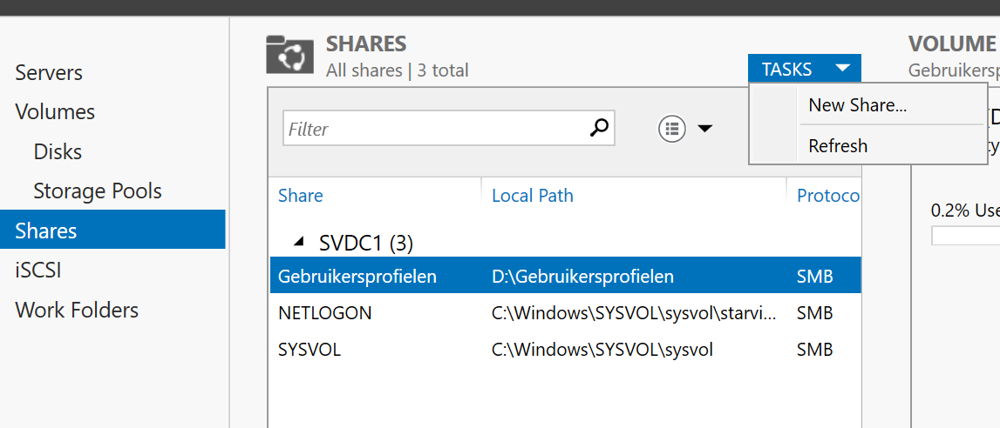 Servers
Volumes
Disks
Storage Pools
Shares
iSCSI
Work Folders
SHARES
All shares | 3 total
TASKS
New Share...
Refresh
Filter
Share Local Path Protoco
SVDC1 (3)
Gebruikersprofielen D:\Gebruikersprofielen SMB
NETLOGON C:\Windows\SYSVOL\sysvol\starvi... SMB
SYSVOL C:\Windows\SYSVOL\sysvol SMB
VOLUME
Gebruikersp
0.2% Use